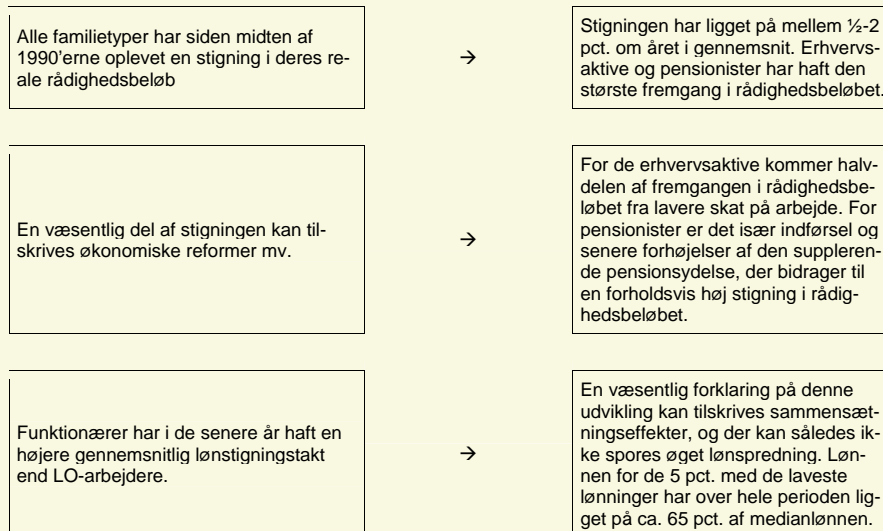 Alle familietyper har siden midten af
1990’erne oplevet en stigning i deres re-
ale rådighedsbeløb
→
Stigningen har ligget på mellem ½-2
pct. om året i gennemsnit. Erhvervs-
aktive og pensionister har haft den
største fremgang i rådighedsbeløbet.
En væsentlig del af stigningen kan til-
skrives økonomiske reformer mv.
→
For de erhvervsaktive kommer halv-
delen af fremgangen i rådighedsbe-
løbet fra lavere skat på arbejde. For
pensionister er det især indførsel og
senere forhøjelser af den suppleren-
de pensionsydelse, der bidrager til
en forholdsvis høj stigning i rådig-
hedsbeløbet.
Funktionærer har i de senere år haft en
højere gennemsnitlig lønstigningstakt
end LO-arbejdere.
→
En væsentlig forklaring på denne
udvikling kan tilskrives sammensæt-
ningseffekter, og der kan således ik-
ke spores øget lønspredning. Løn-
nen for de 5 pct. med de laveste
lønninger har over hele perioden lig-
get på ca. 65 pct. af medianlønnen.